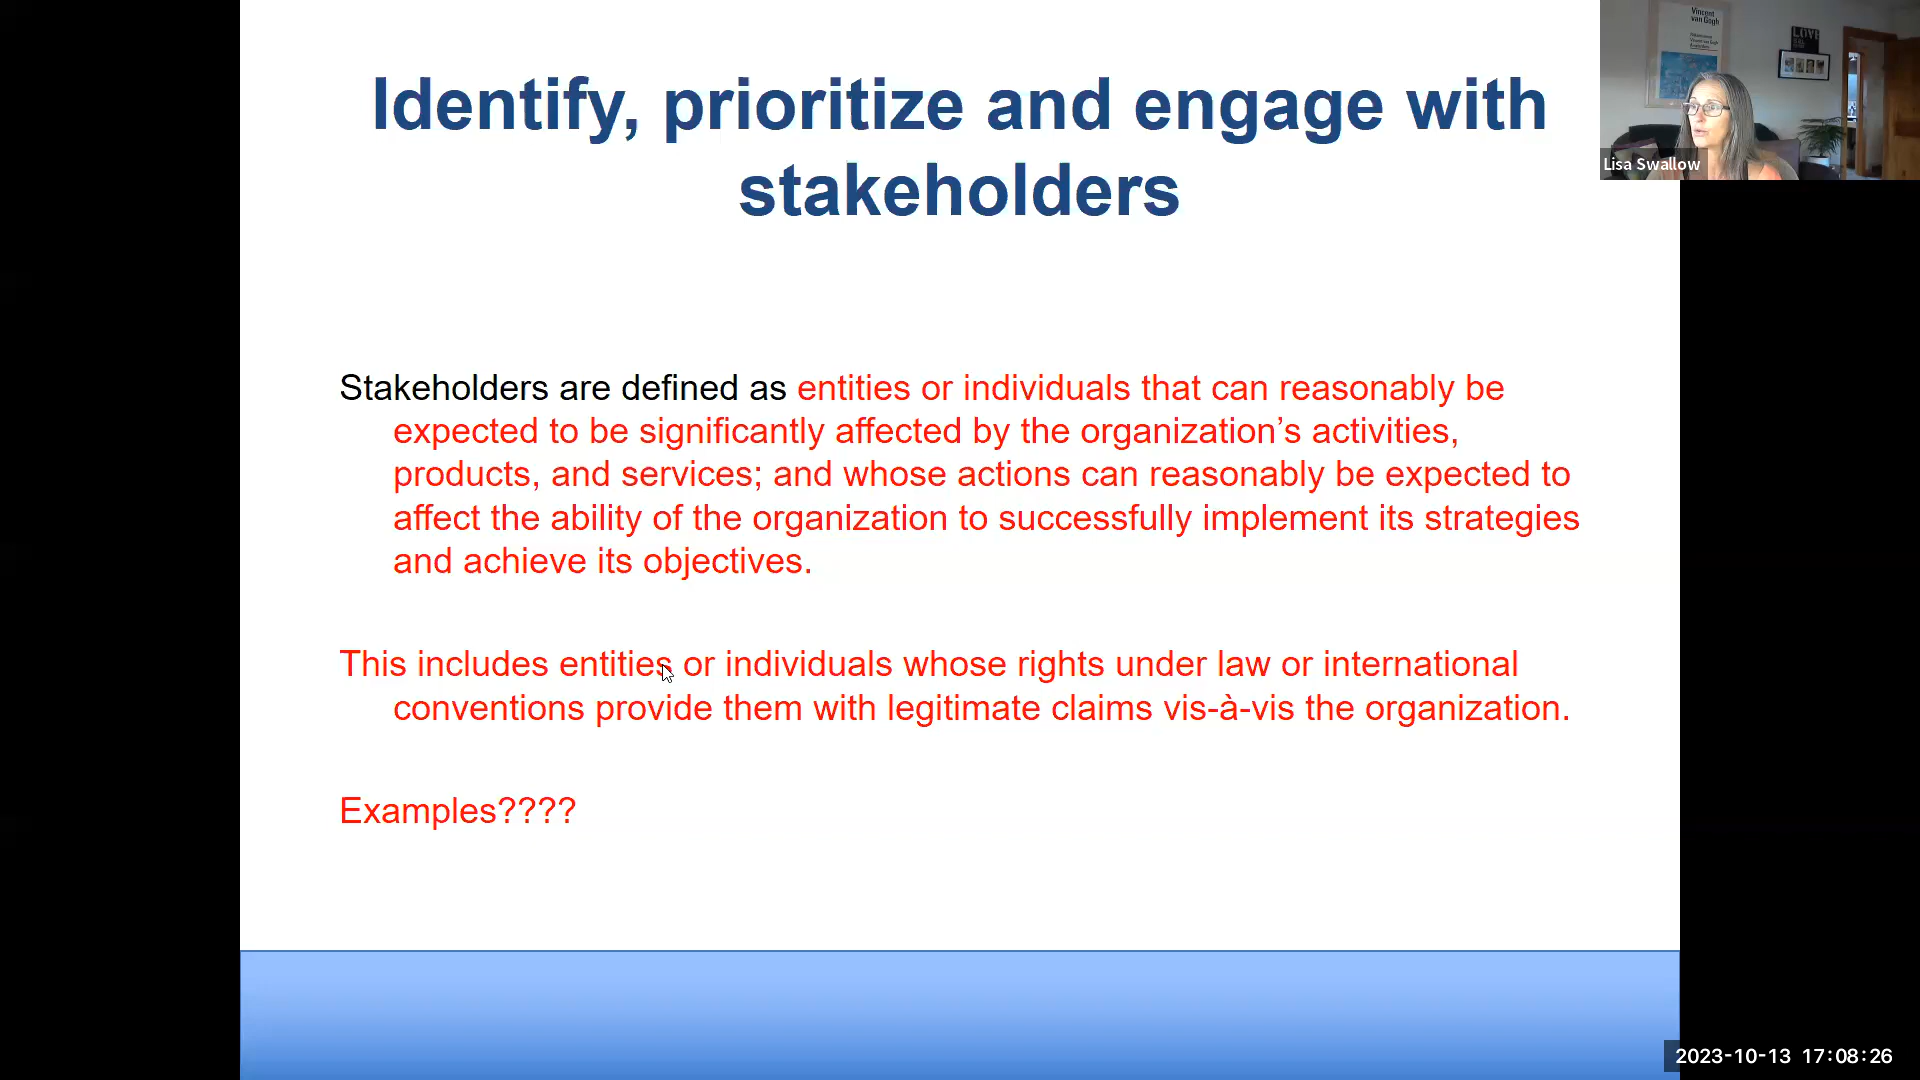 Identify, prioritize and engage with
stakeholders
Vincent
van Gogh
LOVE
Lisa Swallow
Stakeholders are defined as entities or individuals that can reasonably be
expected to be significantly affected by the organization’s activities,
products, and services; and whose actions can reasonably be expected to
affect the ability of the organization to successfully implement its strategies
and achieve its objectives.
This includes entities or individuals whose rights under law or international
conventions provide them with legitimate claims vis-à-vis the organization.
Examples????
2023-10-13 17:08:26